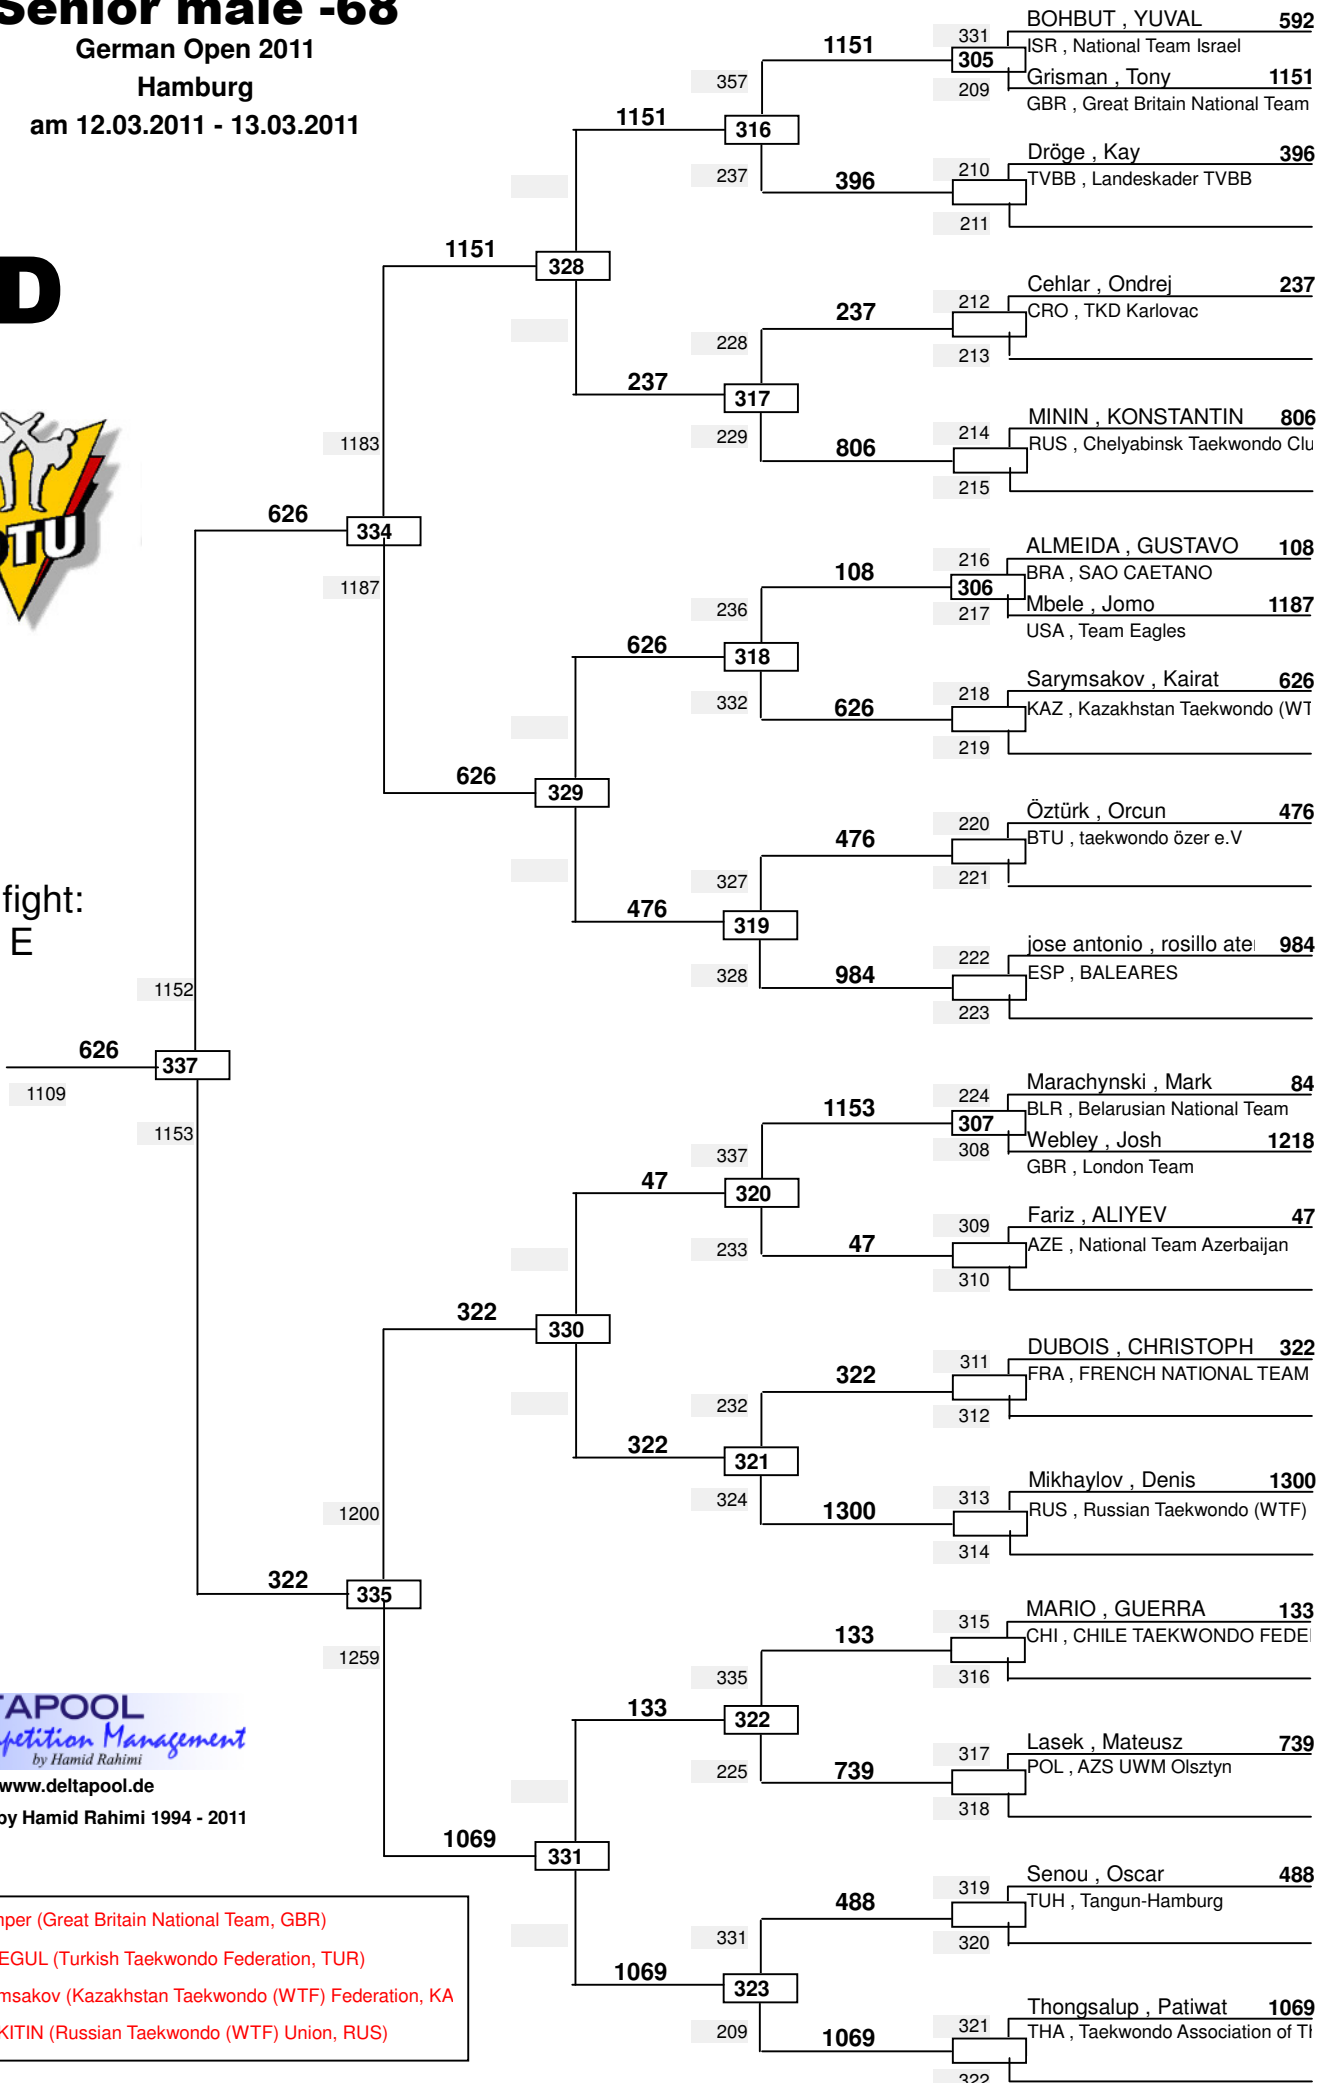 Senior male -68
German Open 2011
Hamburg
am 12.03.2011 - 13.03.2011
D
DTU
fight:
E
331
BOHBUT , YUVAL 592
ISR , National Team Israel
1151
305
209
Grisman , Tony 1151
GBR , Great Britain National Team
357
1151
316
237
396
210
Dröge , Kay 396
TVBB , Landeskader TVBB
211
1151
328
212
Cehlar , Ondrej 237
CRO , TKD Karlovac
237
213
228
237
317
229
806
214
MININ , KONSTANTIN 806
RUS , Chelyabinsk Taekwondo Clu
215
1183
626
334
1187
216
ALMEIDA , GUSTAVO 108
BRA , SAO CAETANO
108
306
217
Mbele , Jomo 1187
USA , Team Eagles
236
626
318
332
626
218
Sarymsakov , Kairat 626
KAZ , Kazakhstan Taekwondo (WT
219
626
329
220
Öztürk , Orcun 476
BTU , taekwondo özer e.V
476
221
327
476
319
328
984
222
jose antonio , rosillo ate 984
ESP , BALEARES
223
1152
626
337
1109
1153
224
Marachynski , Mark 84
BLR , Belarusian National Team
1153
307
308
Webley , Josh 1218
GBR , London Team
337
47
320
233
47
309
Fariz , ALIYEV 47
AZE , National Team Azerbaijan
310
322
330
311
DUBOIS , CHRISTOPH 322
FRA , FRENCH NATIONAL TEAM
322
312
232
322
321
324
1300
313
Mikhaylov , Denis 1300
RUS , Russian Taekwondo (WTF)
314
1200
322
335
1259
315
MARIO , GUERRA 133
CHI , CHILE TAEKWONDO FEDE
133
316
335
133
322
225
739
317
Lasek , Mateusz 739
POL , AZS UWM Olsztyn
318
1069
331
319
Senou , Oscar 488
TUH , Tangun-Hamburg
488
320
331
1069
323
209
1069
321
Thongsalup , Patiwat 1069
THA , Taekwondo Association of Th
322
TAPOOL
petition Management
by Hamid Rahimi
www.deltapool.de
by Hamid Rahimi 1994 - 2011
mper (Great Britain National Team, GBR)
EGUL (Turkish Taekwondo Federation, TUR)
msakov (Kazakhstan Taekwondo (WTF) Federation, KA
KITIN (Russian Taekwondo (WTF) Union, RUS)